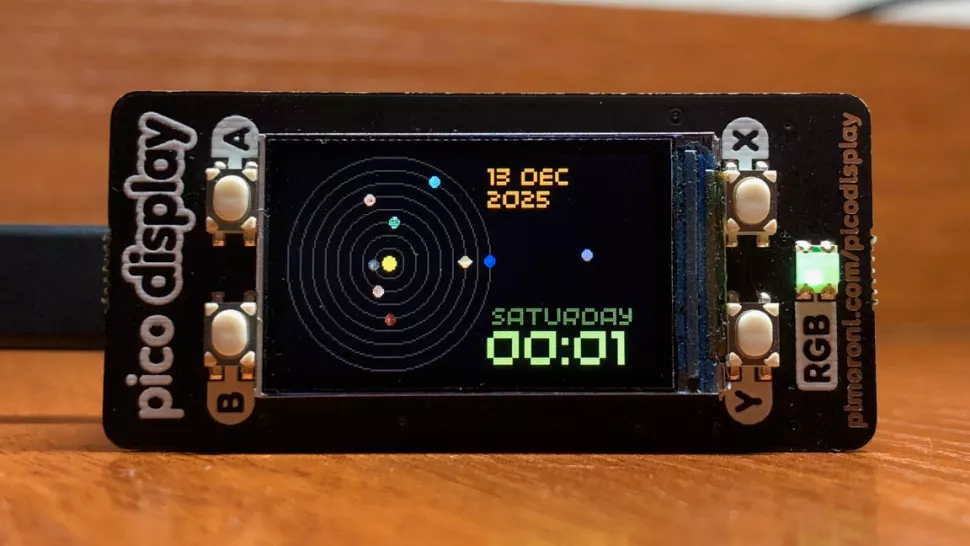 pico display
A
B
13 DEC
2025
SATURDAY
00:01
X
Y
RGB
pimoroni.com/picodisplay